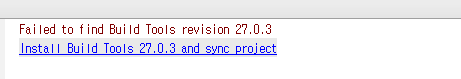 Failed to find Build Tools revision 27.0.3
Install Build Tools 27.0.3 and sync project